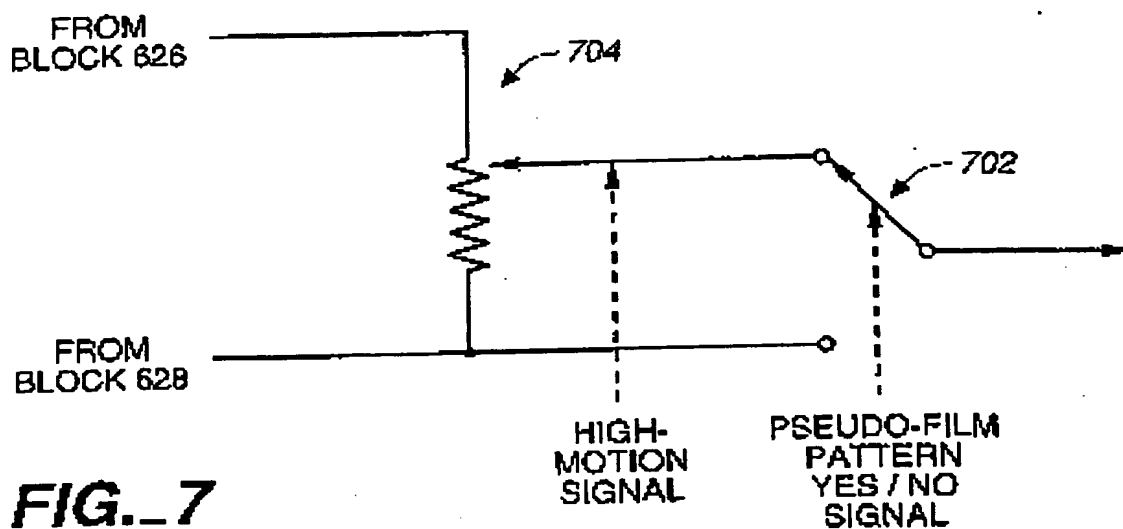 FROM
BLOCK 626
704
702
FROM
BLOCK 628
HIGH-
MOTION
SIGNAL
PSEUDO-FILM
PATTERN
YES / NO
SIGNAL
FIG._7